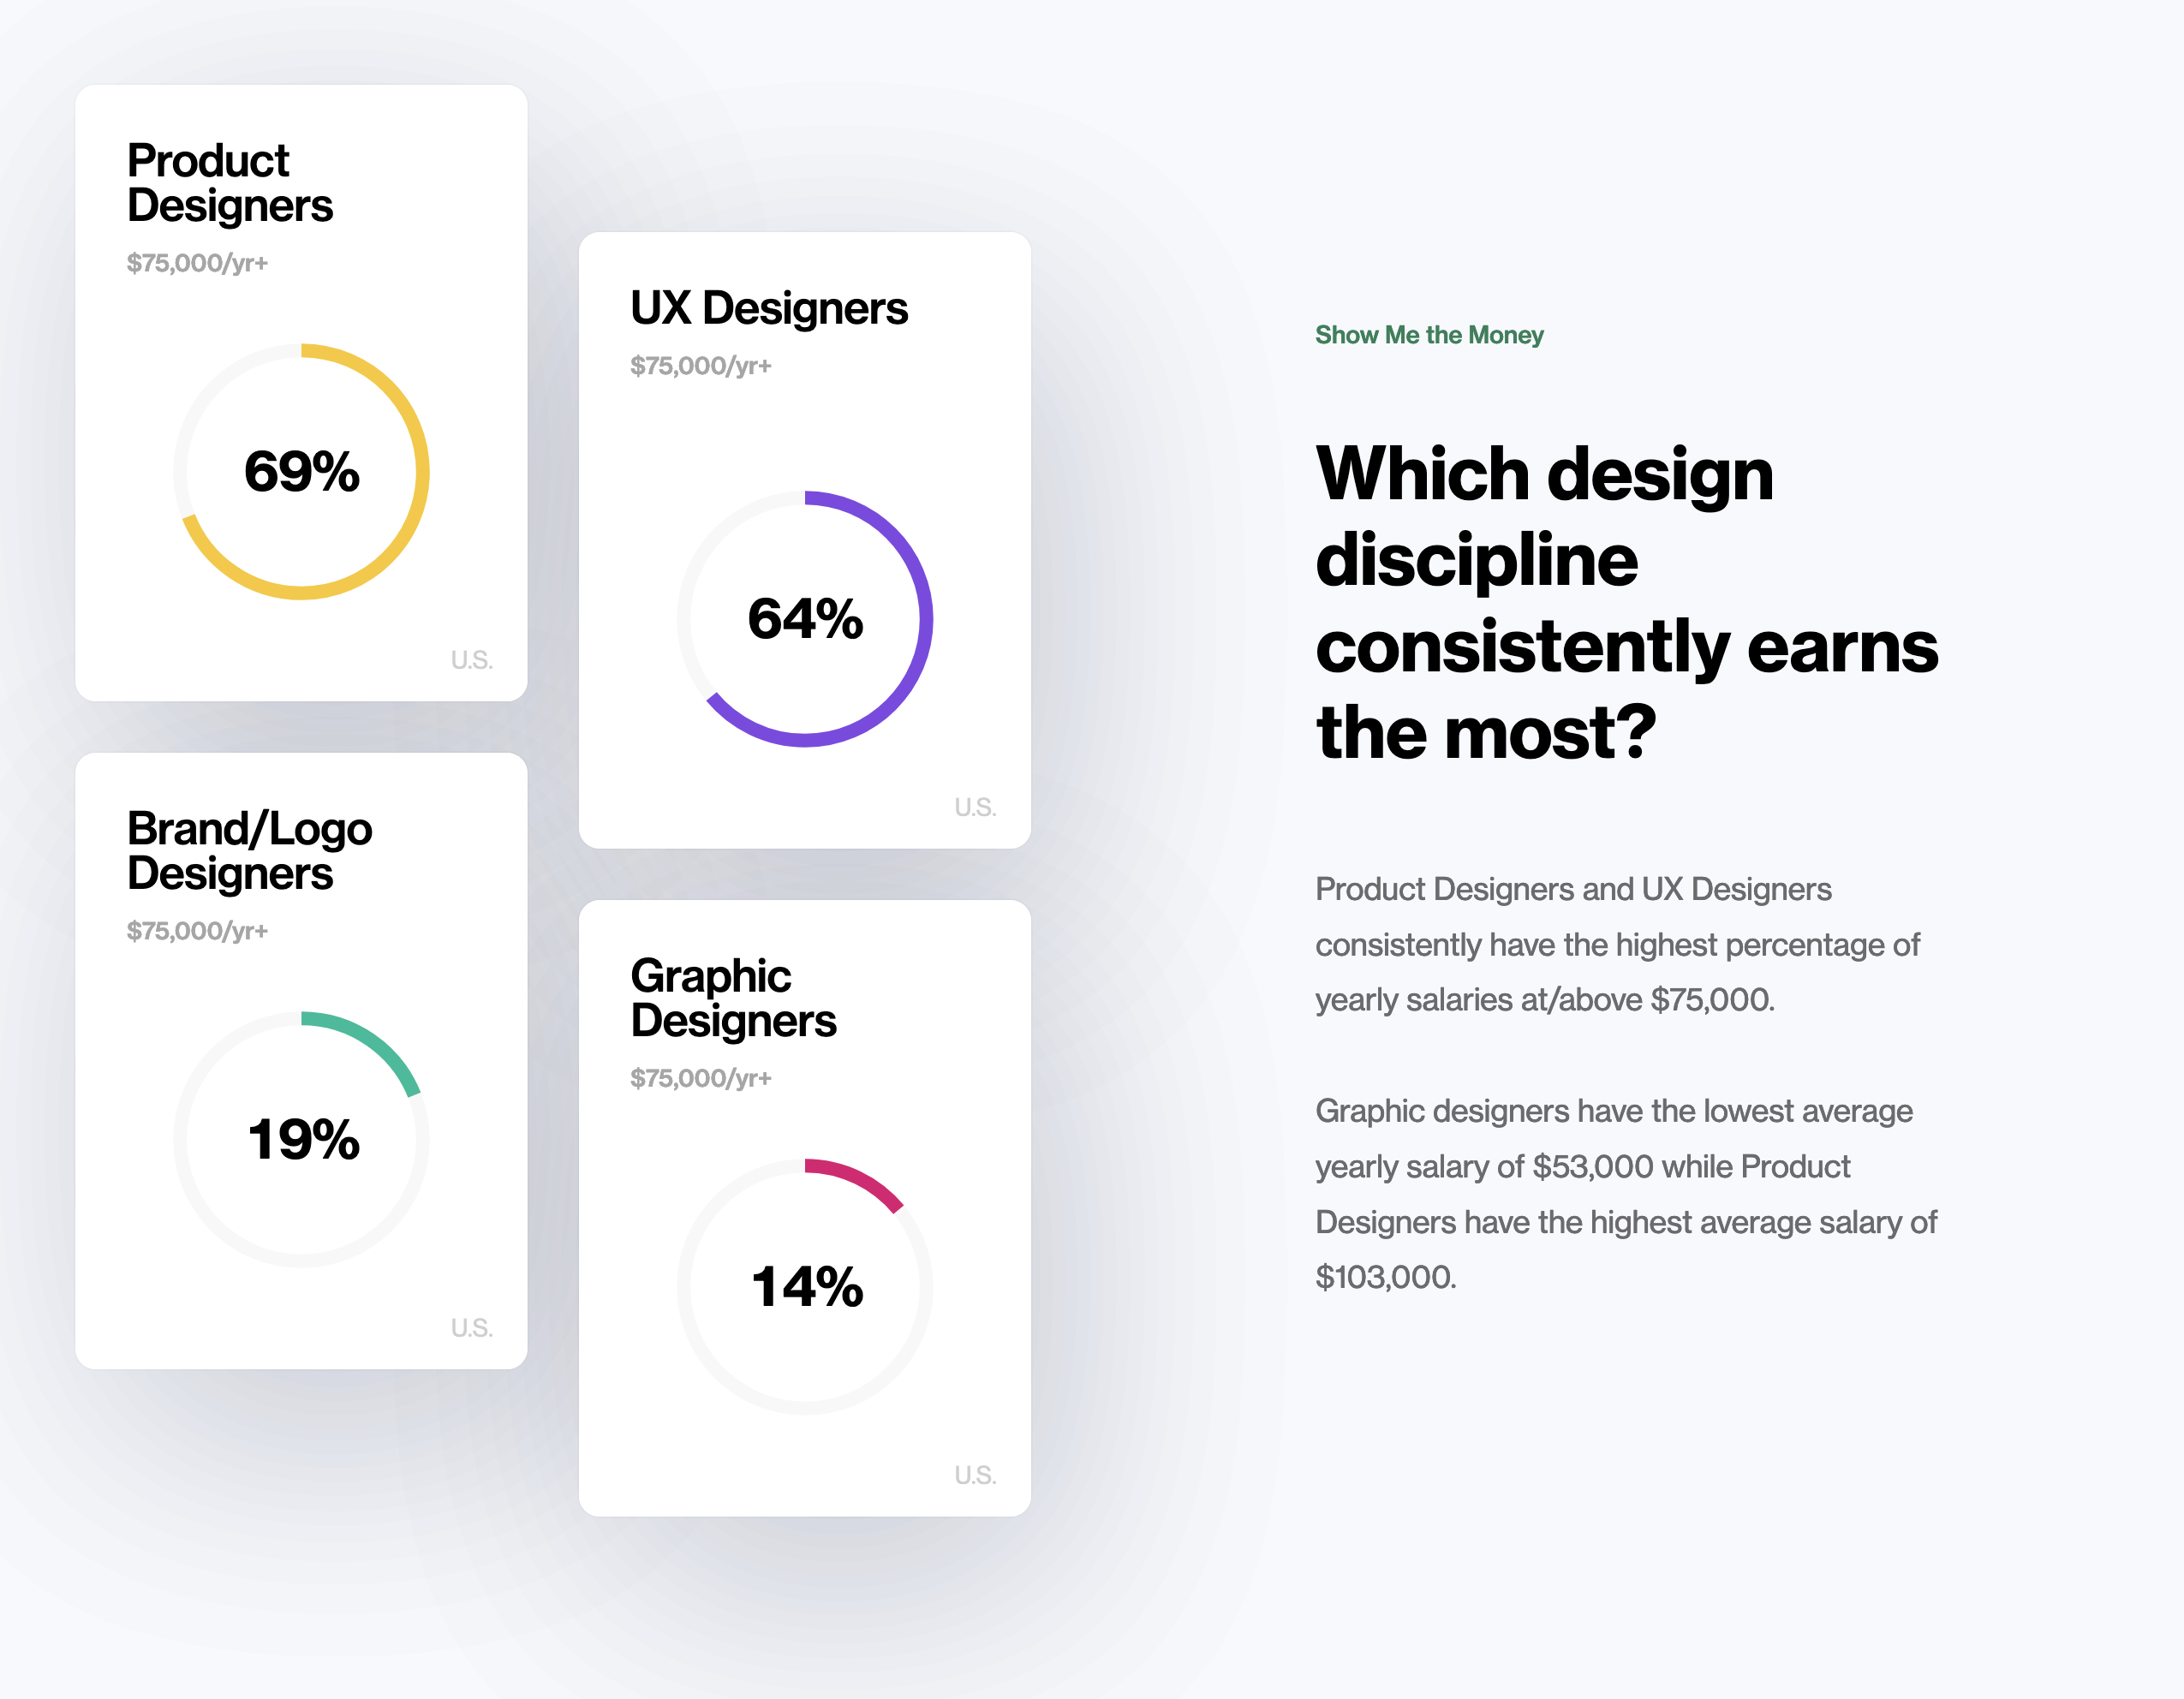 Product
Designers
$75,000/yr+
69%
U.S.
UX Designers
$75,000/yr+
64%
U.S.
Brand/Logo
Designers
$75,000/yr+
19%
U.S.
Graphic
Designers
$75,000/yr+
14%
U.S.
Show Me the Money
Which design
discipline
consistently earns
the most?
Product Designers and UX Designers
consistently have the highest percentage of
yearly salaries at/above $75,000.
Graphic designers have the lowest average
yearly salary of $53,000 while Product
Designers have the highest average salary of
$103,000.